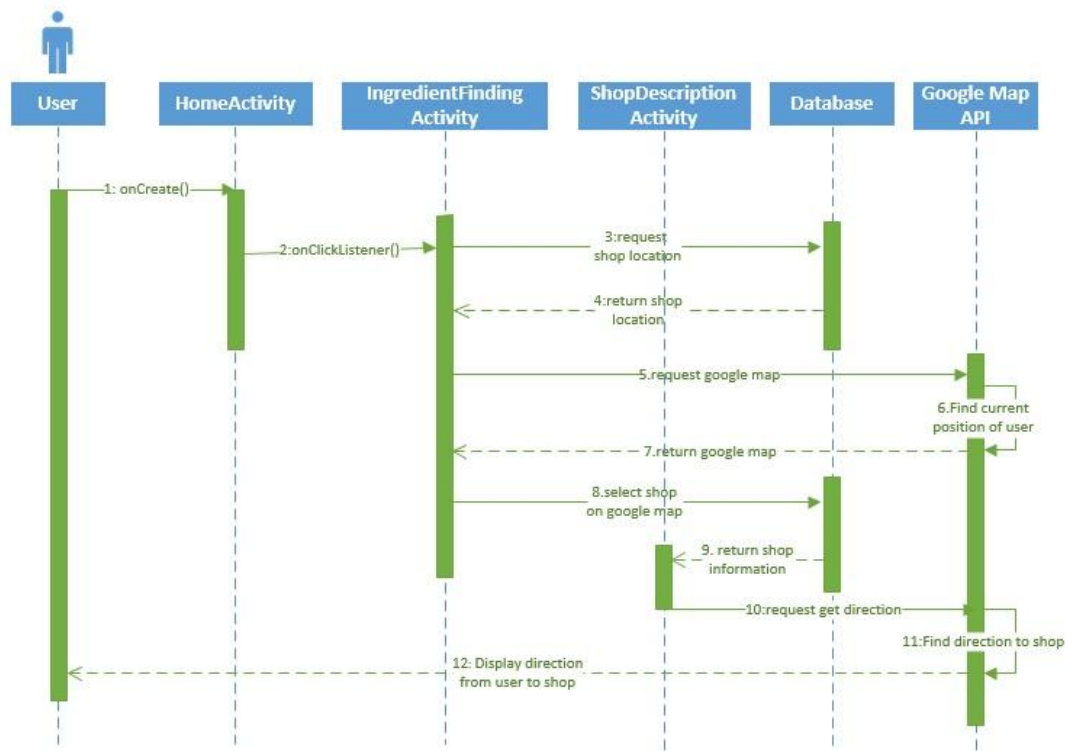 User
HomeActivity
IngredientFinding
Activity
ShopDescription
Activity
Database
Google Map
API
1: onCreate()
2:onClickListener()
3:request
shop location
4:return shop
location
5.request google map
6.Find current
position of user
7.return google map
8.select shop
on google map
9. return shop
information
10:request get direction
11:Find direction to shop
12: Display direction
from user to shop